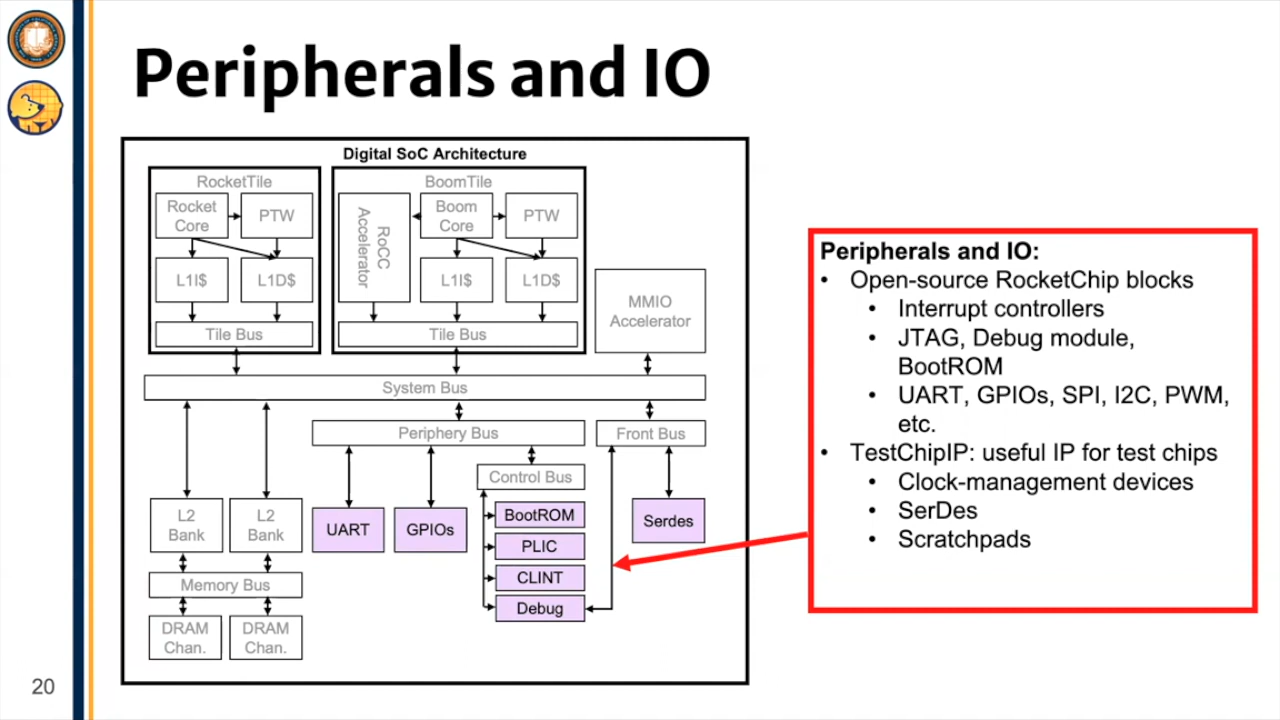 Peripherals and IO
Digital SoC Architecture
RocketTile
Rocket
Core
PTW
L1I$
L1D$
Tile Bus
BoomTile
RoCC
Accelerator
Boom
Core
PTW
L1I$
L1D$
Tile Bus
MMIO
Accelerator
System Bus
Periphery Bus
Front Bus
Control Bus
L2
Bank
L2
Bank
UART
GPIOs
BootROM
PLIC
CLINT
Debug
Serdes
Memory Bus
DRAM
Chan.
DRAM
Chan.
Peripherals and IO:
• Open-source RocketChip blocks
• Interrupt controllers
• JTAG, Debug module,
BootROM
• UART, GPIOs, SPI, I2C, PWM,
etc.
• TestChipIP: useful IP for test chips
• Clock-management devices
• SerDes
• Scratchpads
20